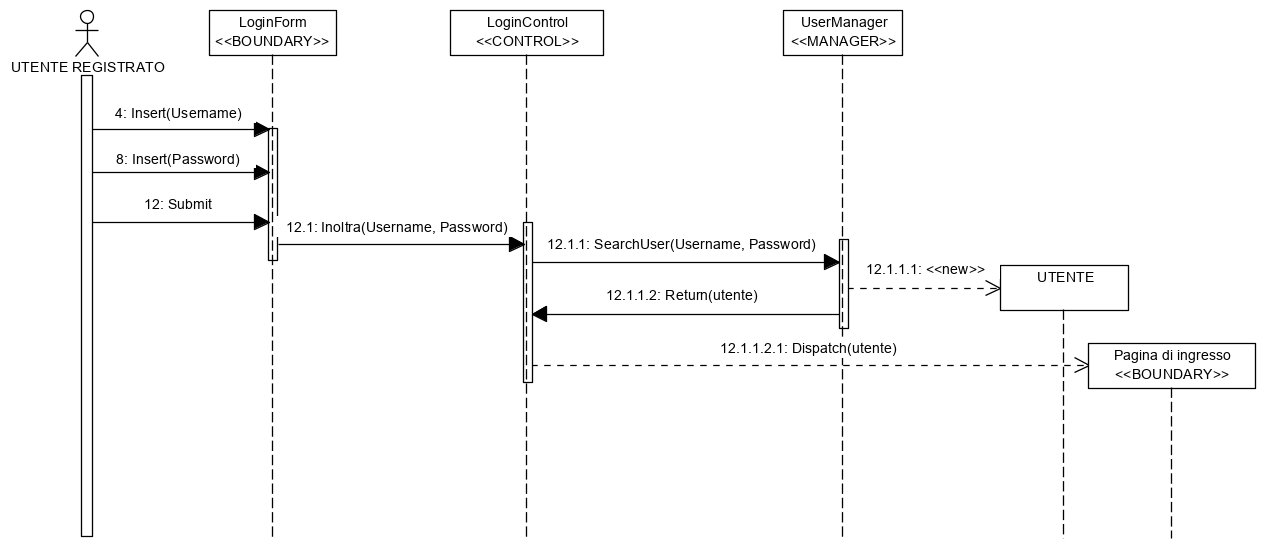 LoginForm
<<BOUNDARY>>
LoginControl
<<CONTROL>>
UserManager
<<MANAGER>>
UTENTE REGISTRATO
4: Insert(Username)
8: Insert(Password)
12: Submit
12.1: Inoltra(Username, Password)
12.1.1: SearchUser(Username, Password)
12.1.1.1: <<new>>
UTENTE
12.1.1.2: Return(utente)
12.1.1.2.1: Dispatch(utente)
Pagina di ingresso
<<BOUNDARY>>